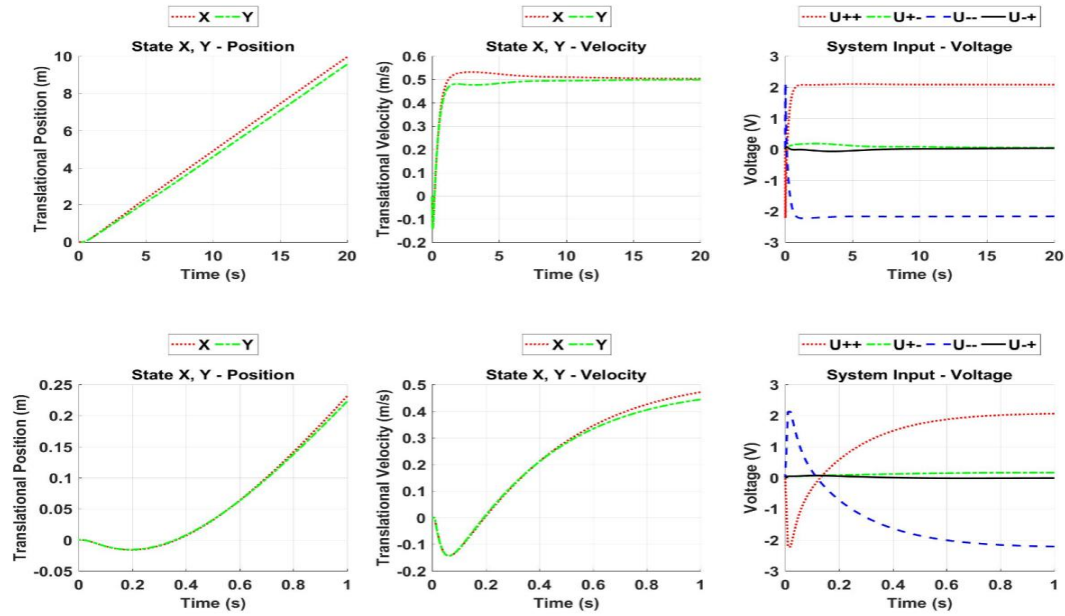 X Y
State X, Y - Position
Translational Position (m)
10
8
6
4
2
0
0 5 10 15 20
Time (s)
X Y
State X, Y - Velocity
Translational Velocity (m/s)
0.6
0.5
0.4
0.3
0.2
0.1
0
-0.1
-0.2
0 5 10 15 20
Time (s)
U++ U+- U-- U-+
System Input - Voltage
Voltage (V)
3
2
1
0
-1
-2
-3
0 5 10 15 20
Time (s)
X Y
State X, Y - Position
Translational Position (m)
0.25
0.2
0.15
0.1
0.05
0
-0.05
0 0.2 0.4 0.6 0.8 1
Time (s)
X Y
State X, Y - Velocity
Translational Velocity (m/s)
0.5
0.4
0.3
0.2
0.1
0
-0.1
-0.2
0 0.2 0.4 0.6 0.8 1
Time (s)
U++ U+- U-- U-+
System Input - Voltage
Voltage (V)
3
2
1
0
-1
-2
-3
0 0.2 0.4 0.6 0.8 1
Time (s)